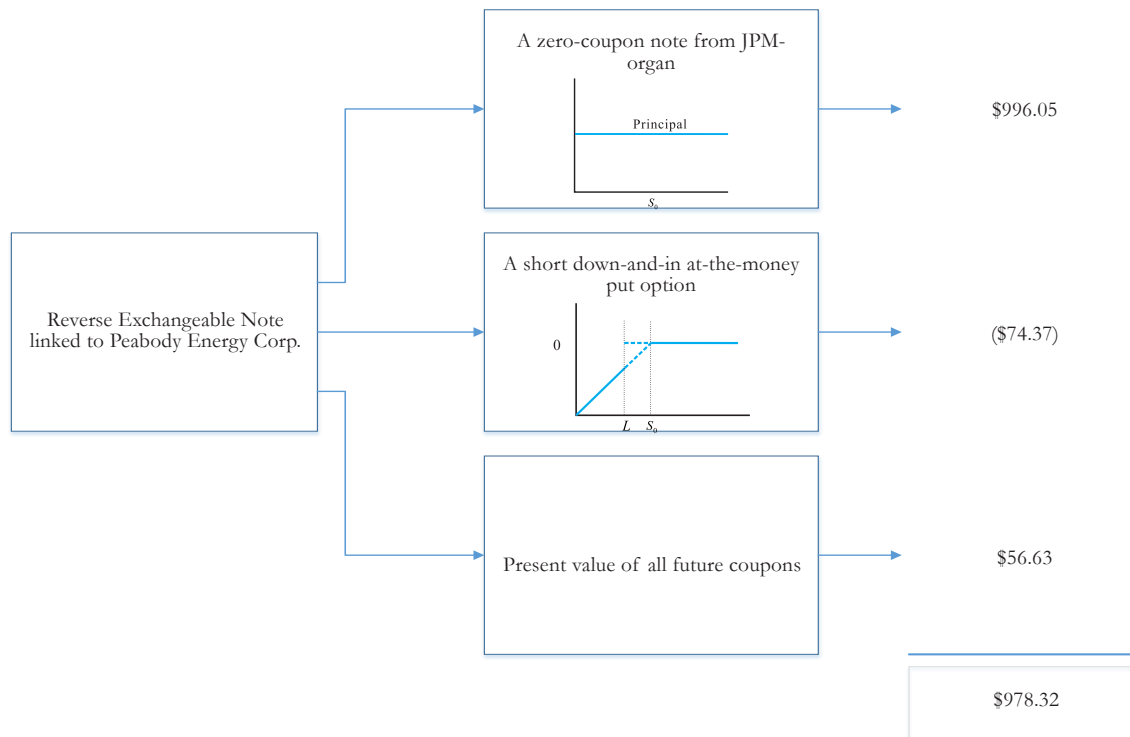 A zero-coupon note from JPM-
organ
Principal
S₀
$996.05
Reverse Exchangeable Note
linked to Peabody Energy Corp.
A short down-and-in at-the-money
put option
0
L S₀
($74.37)
Present value of all future coupons
$56.63
$978.32